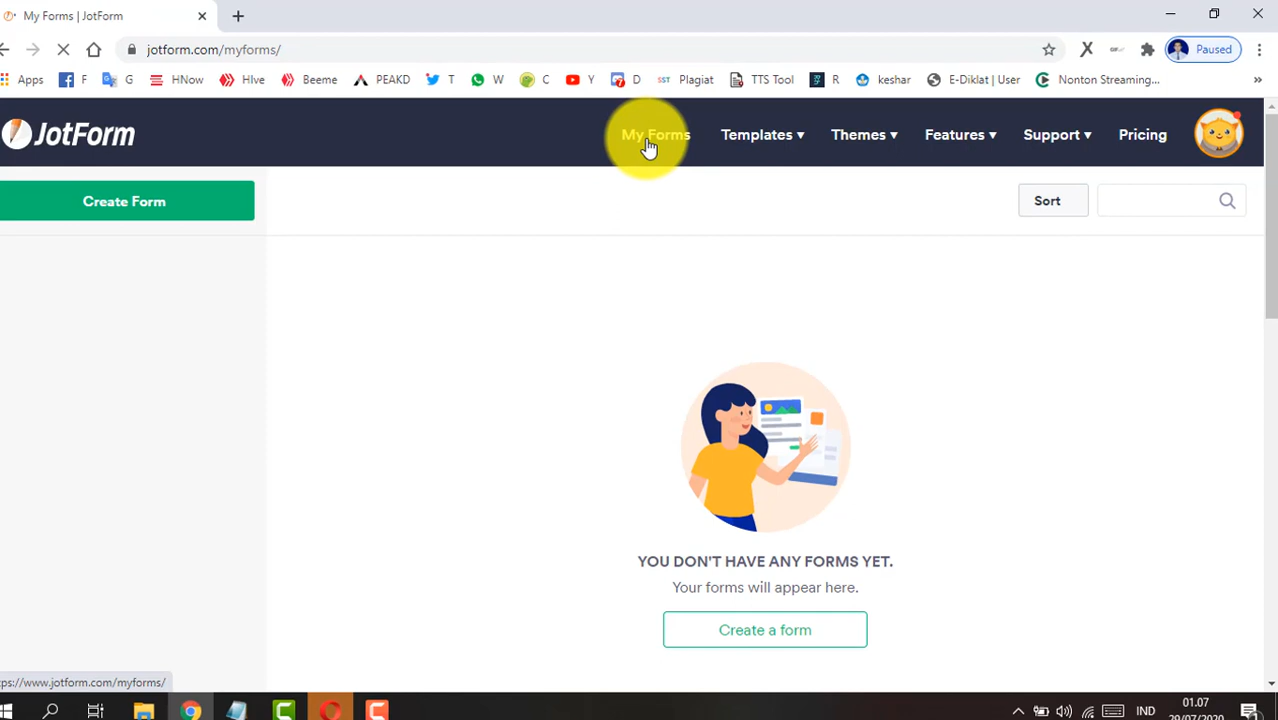 My Forms | JotForm
jotform.com/myforms/
Paused
Apps F G HNow HIve Beeme PEAKD T W C Y D SST Plagiat TTS Tool R keshar E-Diklat | User Nonton Streaming... »
JotForm My Forms Templates ▾ Themes ▾ Features ▾ Support ▾ Pricing
Create Form Sort
YOU DON'T HAVE ANY FORMS YET.
Your forms will appear here.
Create a form
tps://www.jotform.com/myforms/
IND
01.07
29/07/2020